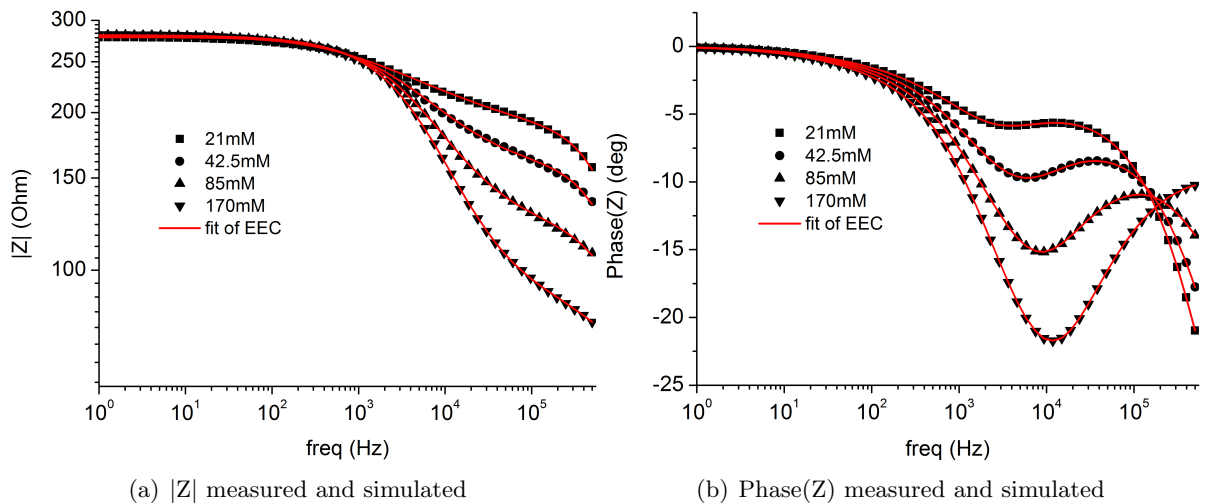 300
250
200
150
100
|Z| (Ohm)
21mM
42.5mM
85mM
170mM
fit of EEC
10^0 10^1 10^2 10^3 10^4 10^5
freq (Hz)
(a) |Z| measured and simulated
0
-5
-10
-15
-20
-25
Phase(Z) (deg)
21mM
42.5mM
85mM
170mM
fit of EEC
10^0 10^1 10^2 10^3 10^4 10^5
freq (Hz)
(b) Phase(Z) measured and simulated